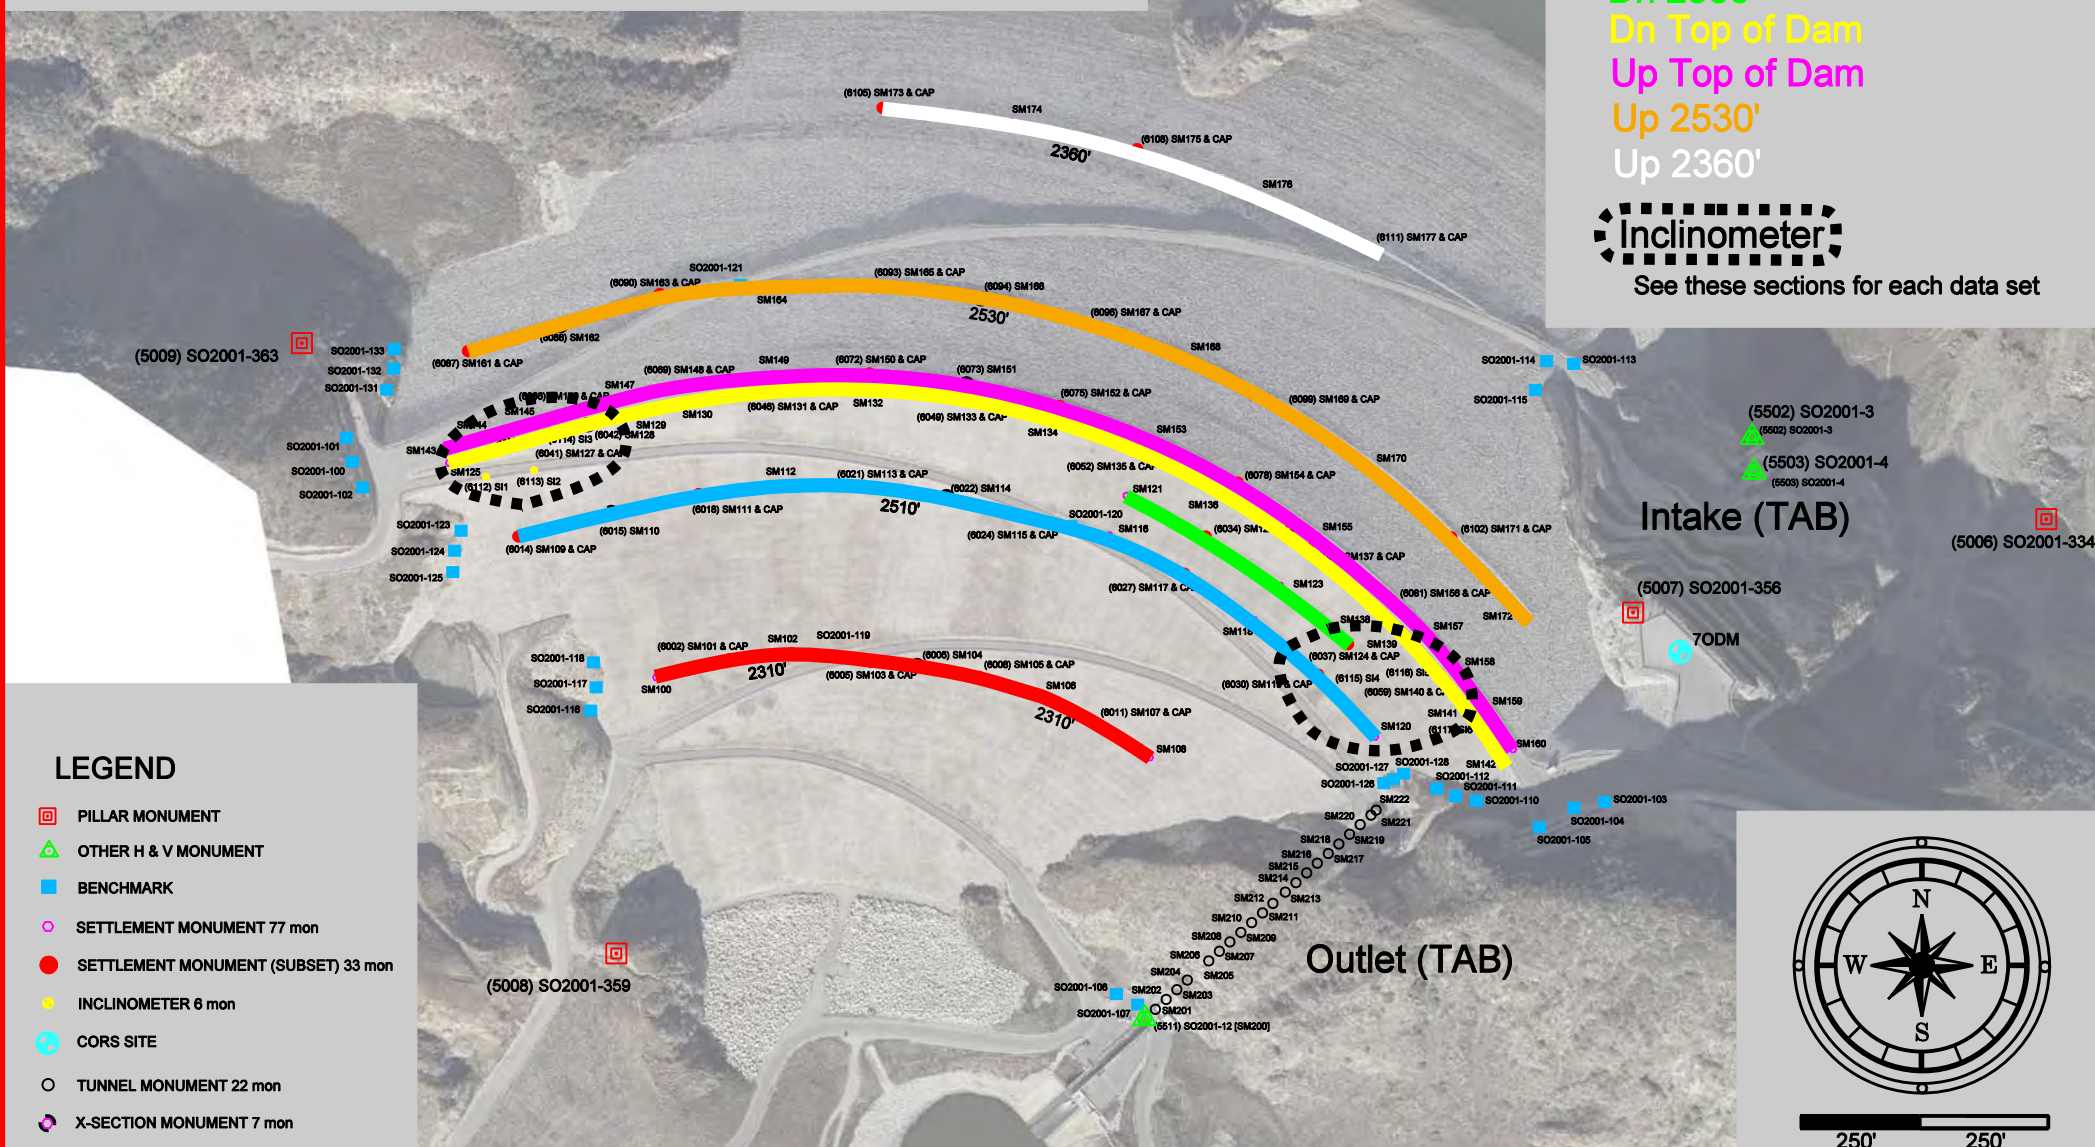 Dn Top of Dam
Up Top of Dam
Up 2530'
Up 2360'
Inclinometer
See these sections for each data set
(6105) SM173 & CAP
SM174
(6108) SM175 & CAP
2360'
SM176
(6111) SM177 & CAP
SO2001-121
(6090) SM163 & CAP
SM164
(6093) SM165 & CAP
(6094) SM166
2530'
(6096) SM167 & CAP
SM168
(6099) SM169 & CAP
SM170
(6102) SM171 & CAP
SM172
SM162
(6087) SM161 & CAP
(5009) SO2001-363
SO2001-133
SO2001-132
SO2001-131
SO2001-101
SO2001-100
SO2001-102
SO2001-123
SO2001-124
SO2001-125
SM143
SM145
SM147
(6069) SM148 & CAP
SM149
(6072) SM150 & CAP
(6073) SM151
(6075) SM152 & CAP
SM153
(6078) SM154 & CAP
SM155
(6081) SM156 & CAP
SM157
SM158
SM159
SM160
SM125
(6112) SI1
(6113) SI2
SM129
SM130
(6046) SM131 & CAP
SM132
(6049) SM133 & CAP
SM134
(6052) SM135 & CAP
SM136
SM137 & CAP
SM138
SM139
SM141
SM142
SM121
SM123
(6037) SM124 & CAP
(6115) SI4
(6014) SM109 & CAP
(6015) SM110
(6018) SM111 & CAP
SM112
(6021) SM113 & CAP
2510'
(6022) SM114
SO2001-120
(6024) SM115 & CAP
SM116
SM120
SO2001-118
SO2001-117
SO2001-116
SM100
(6002) SM101 & CAP
SM102
2310'
SO2001-119
(6005) SM103 & CAP
(6006) SM104
(6008) SM105 & CAP
SM106
2310'
(6011) SM107 & CAP
SM108
SO2001-114
SO2001-113
SO2001-115
(5502) SO2001-3
(5502) SO2001-3
(5503) SO2001-4
(5503) SO2001-4
Intake (TAB)
(5006) SO2001-334
(5007) SO2001-356
7ODM
SO2001-127
SO2001-128
SO2001-126
SO2001-112
SO2001-111
SO2001-110
SO2001-103
SO2001-104
SO2001-105
SM222
SM221
SM220
SM219
SM218
SM217
SM216
SM215
SM214
SM213
SM212
SM211
SM210
SM209
SM208
SM207
SM206
SM205
SM204
SM203
SM202
SM201
SO2001-106
SO2001-107
(5511) SO2001-12 [SM200]
Outlet (TAB)
(5008) SO2001-359
LEGEND
PILLAR MONUMENT
OTHER H & V MONUMENT
BENCHMARK
SETTLEMENT MONUMENT 77 mon
SETTLEMENT MONUMENT (SUBSET) 33 mon
INCLINOMETER 6 mon
CORS SITE
TUNNEL MONUMENT 22 mon
X-SECTION MONUMENT 7 mon
N
W
E
S
250'
250'